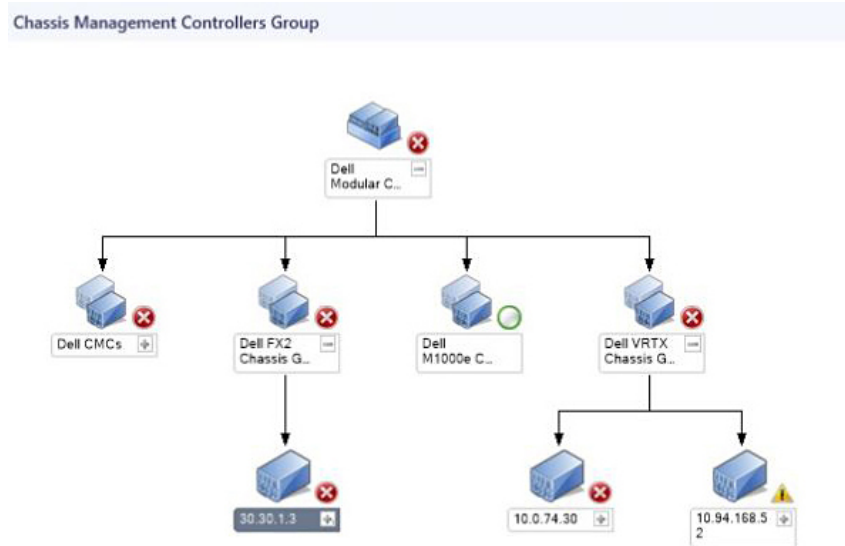 Chassis Management Controllers Group
Dell
Modular C...
Dell CMCs
Dell FX2
Chassis G...
Dell
M1000e C...
Dell VRTX
Chassis G...
30.30.1.3
10.0.74.30
10.94.168.5
2